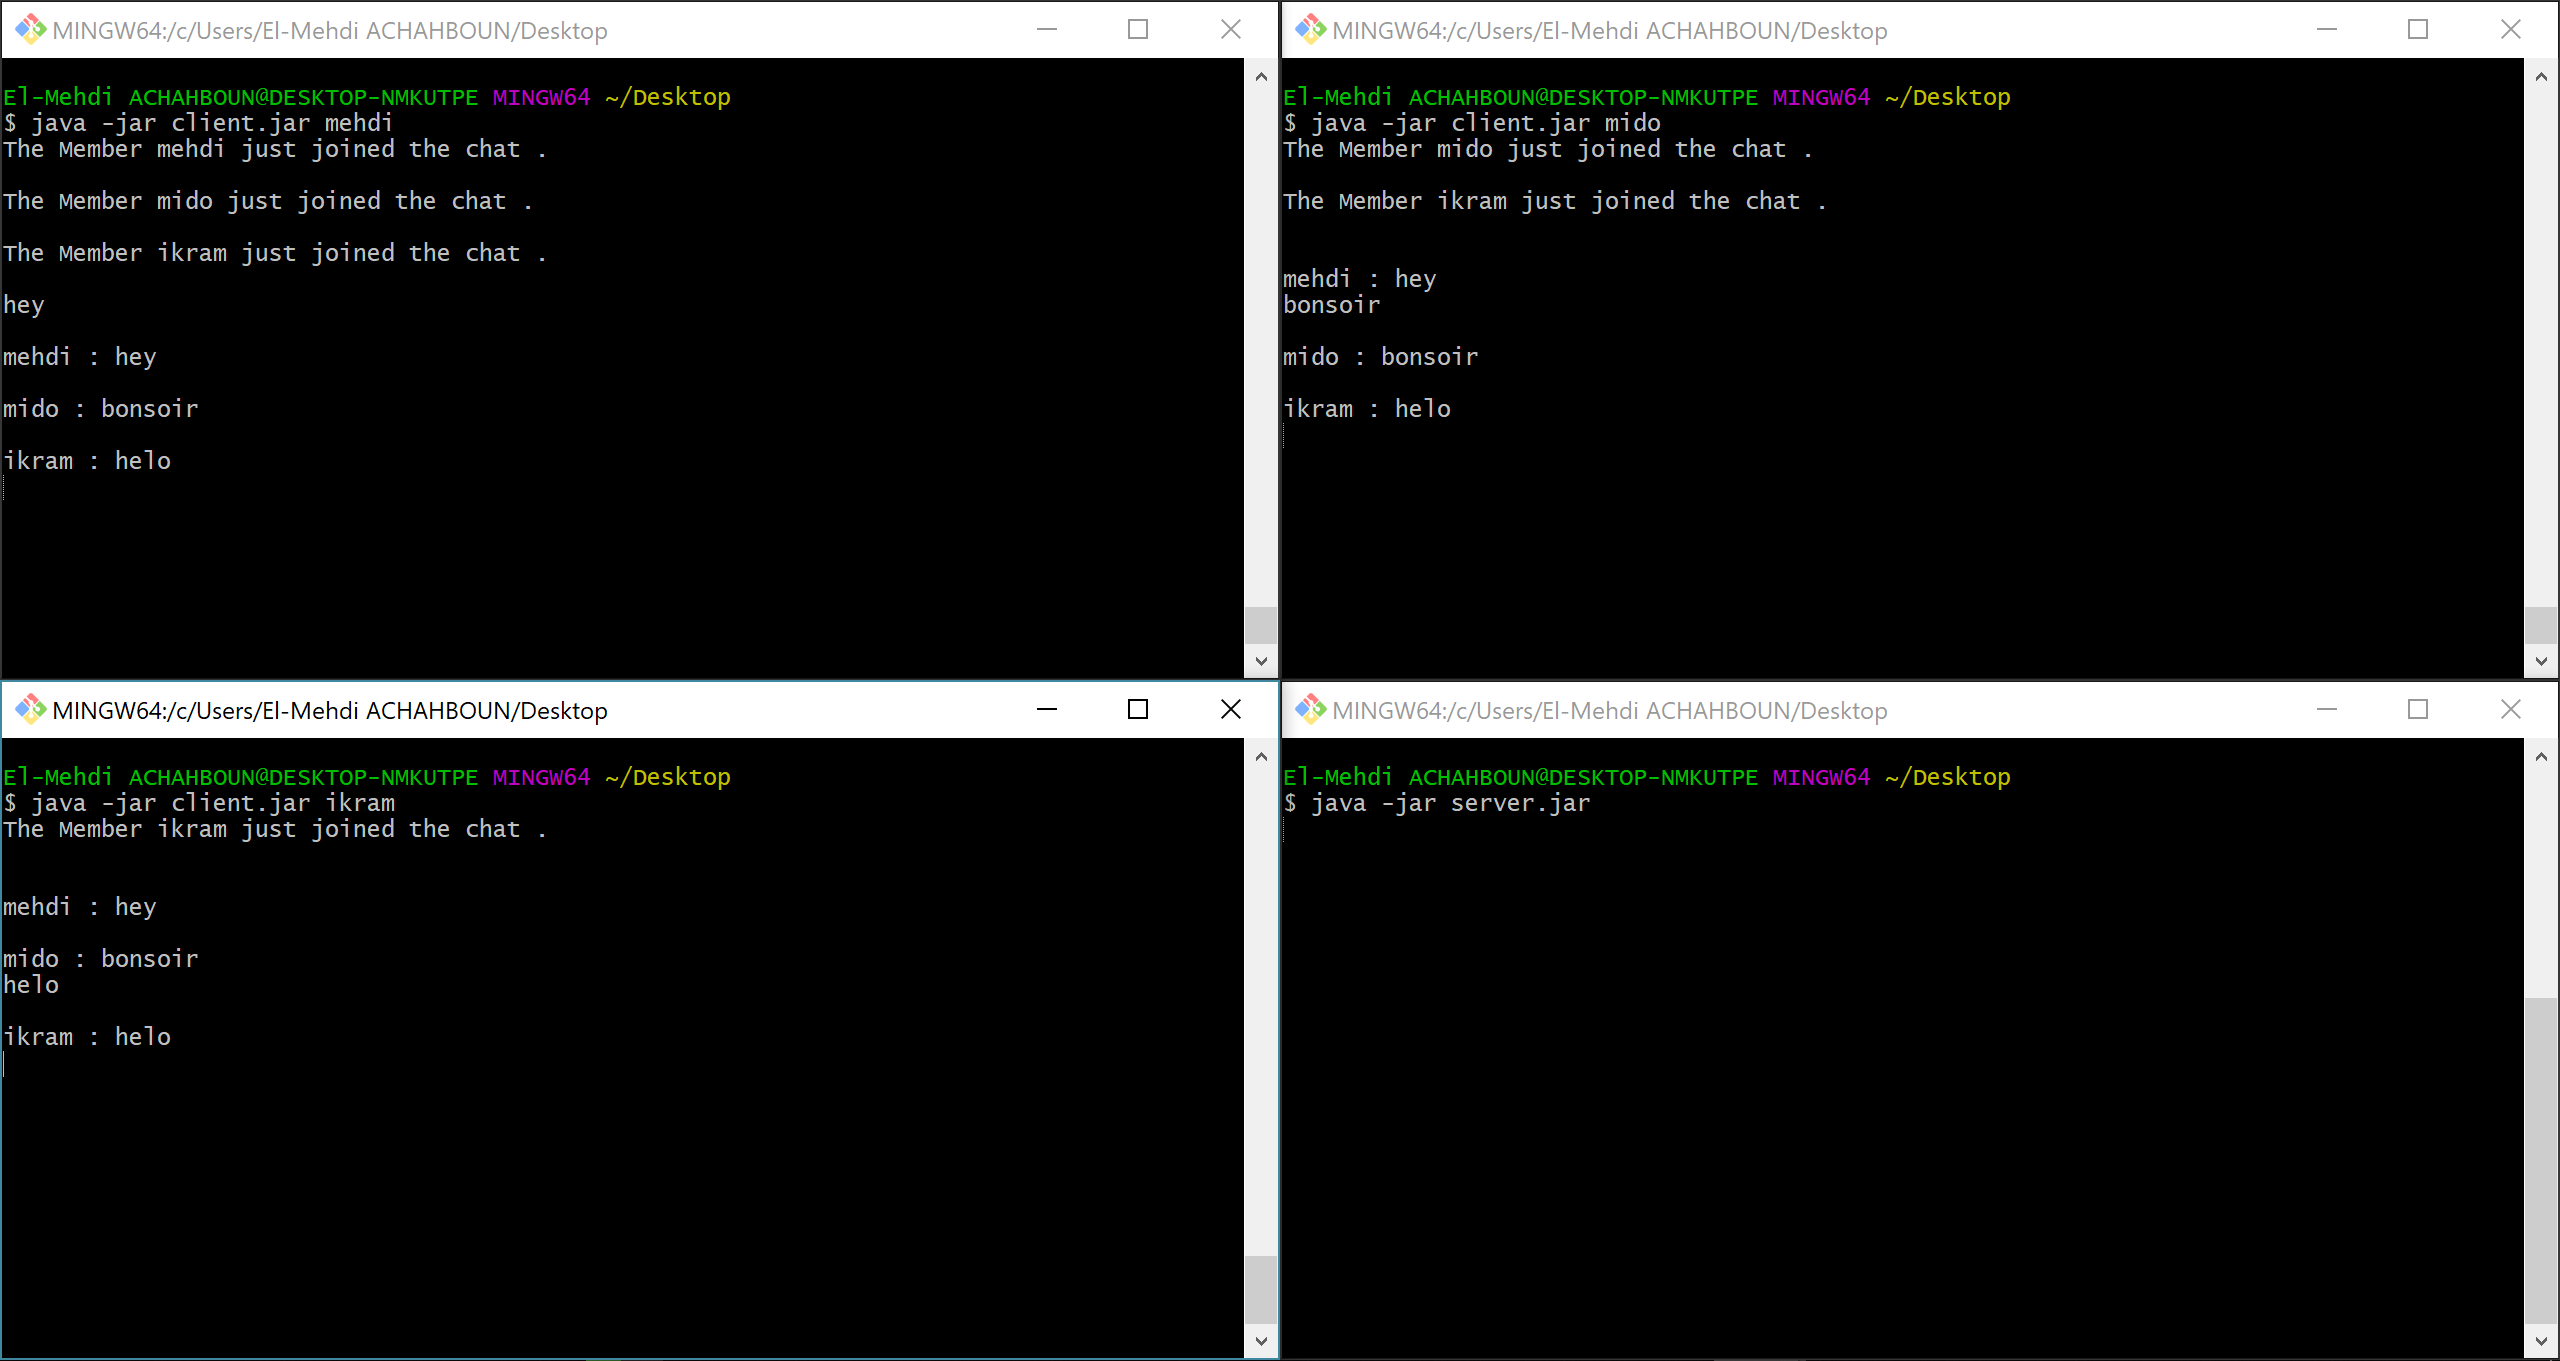 MINGW64:/c/Users/El-Mehdi ACHAHBOUN/Desktop
El-Mehdi ACHAHBOUN@DESKTOP-NMKUTPE MINGW64 ~/Desktop
$ java -jar client.jar mehdi
The Member mehdi just joined the chat .
The Member mido just joined the chat .
The Member ikram just joined the chat .
hey
mehdi : hey
mido : bonsoir
ikram : helo
MINGW64:/c/Users/El-Mehdi ACHAHBOUN/Desktop
El-Mehdi ACHAHBOUN@DESKTOP-NMKUTPE MINGW64 ~/Desktop
$ java -jar client.jar mido
The Member mido just joined the chat .
The Member ikram just joined the chat .
mehdi : hey
bonsoir
mido : bonsoir
ikram : helo
MINGW64:/c/Users/El-Mehdi ACHAHBOUN/Desktop
El-Mehdi ACHAHBOUN@DESKTOP-NMKUTPE MINGW64 ~/Desktop
$ java -jar client.jar ikram
The Member ikram just joined the chat .
mehdi : hey
mido : bonsoir
helo
ikram : helo
MINGW64:/c/Users/El-Mehdi ACHAHBOUN/Desktop
El-Mehdi ACHAHBOUN@DESKTOP-NMKUTPE MINGW64 ~/Desktop
$ java -jar server.jar